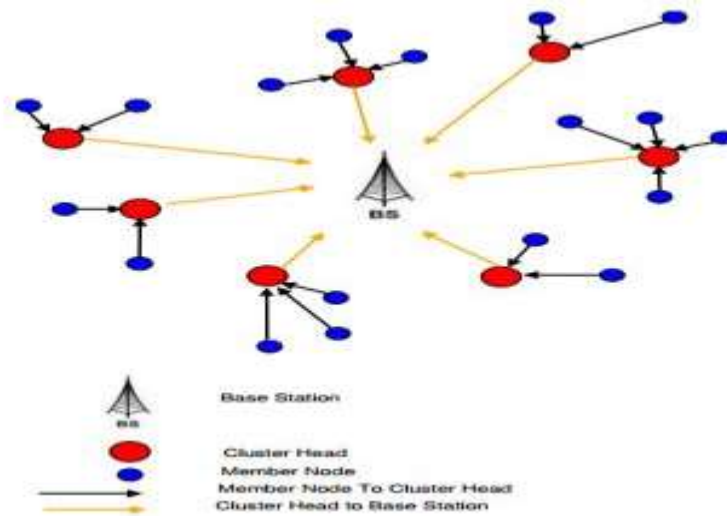 BS
Base Station
BS
Cluster Head
Member Node
Member Node To Cluster Head
Cluster Head to Base Station